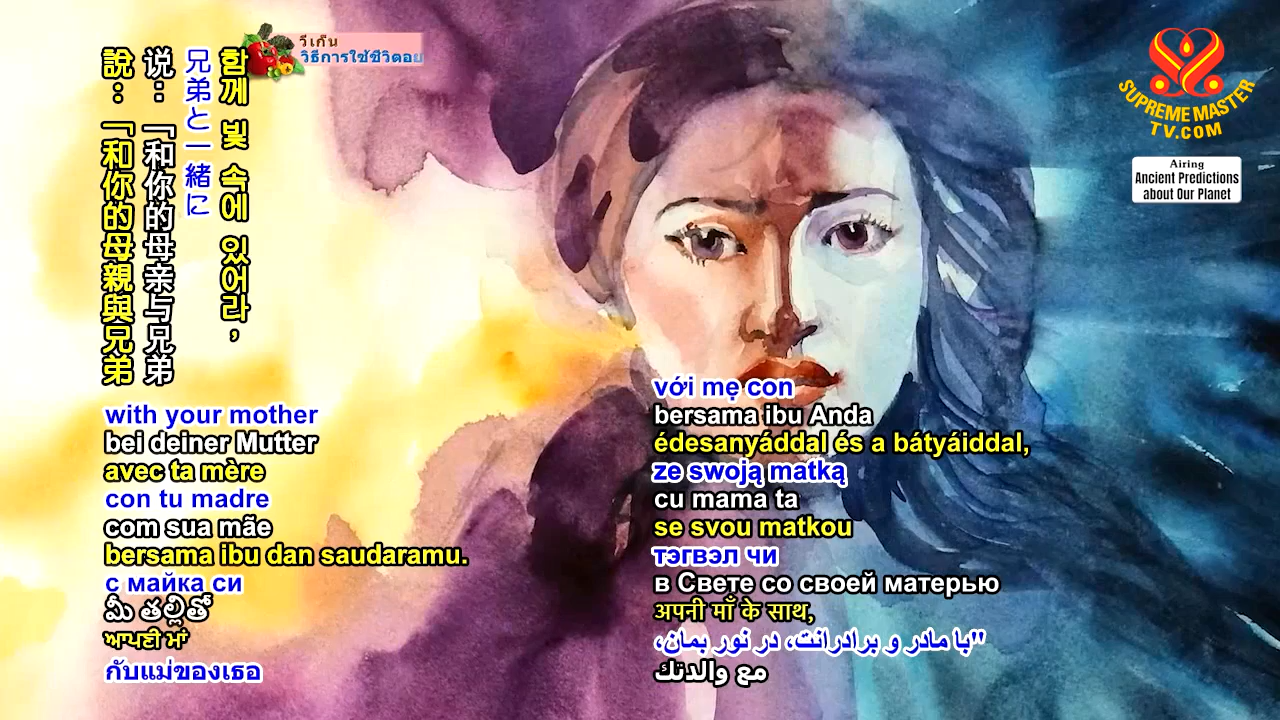 說：「和你的母親與兄弟
说：「和你的母亲与兄弟
兄弟と一緒に
함께 빛 속에 있어라,
วีเก้น
วิธีการใช้ชีวิตอย
SUPREME MASTER
TV.COM
Airing
Ancient Predictions
about Our Planet
with your mother
bei deiner Mutter
avec ta mère
con tu madre
com sua mãe
bersama ibu dan saudaramu.
с майка си
మీ తల్లితో
ਆਪਣੀ ਮਾਂ
กับแม่ของเธอ
với mẹ con
bersama ibu Anda
édesanyáddal és a bátyáiddal,
ze swoją matką
cu mama ta
se svou matkou
тэгвэл чи
в Свете со своей матерью
अपनी माँ के साथ,
"با مادر و برادرانت، در نور بمان،
مع والدتك